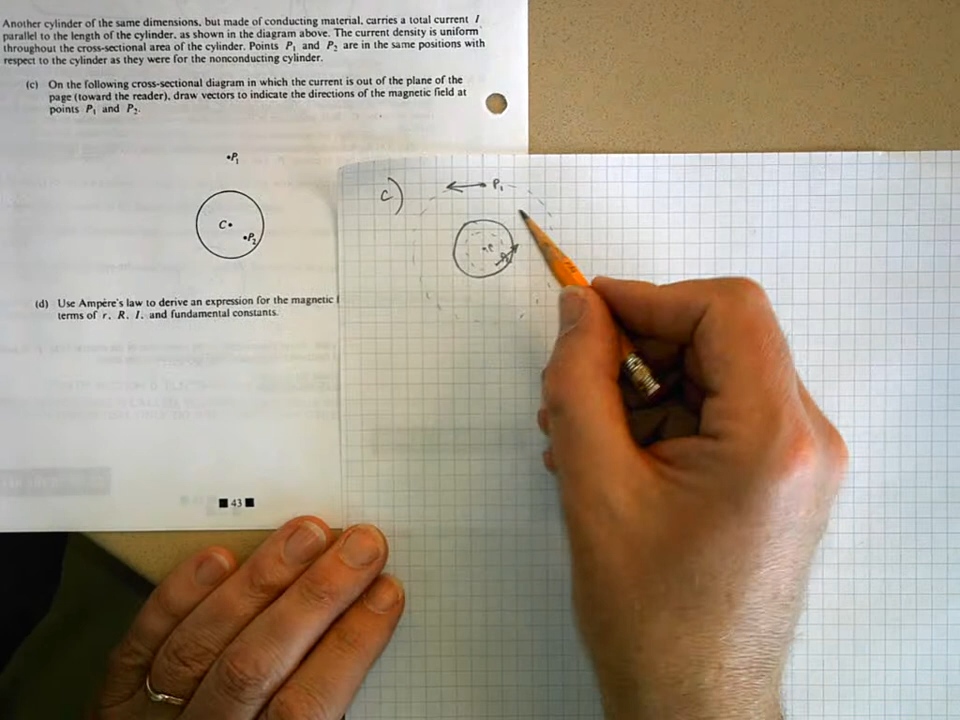 Another cylinder of the same dimensions, but made of conducting material, carries a total current I
parallel to the length of the cylinder, as shown in the diagram above. The current density is uniform
throughout the cross-sectional area of the cylinder. Points P₁ and P₂ are in the same positions with
respect to the cylinder as they were for the nonconducting cylinder.
(c) On the following cross-sectional diagram in which the current is out of the plane of the
page (toward the reader), draw vectors to indicate the directions of the magnetic field at
points P₁ and P₂.
•P₁
C•
•P₂
(d) Use Ampère's law to derive an expression for the magnetic
terms of r, R, I, and fundamental constants.
■ 43 ■
c)
P₁